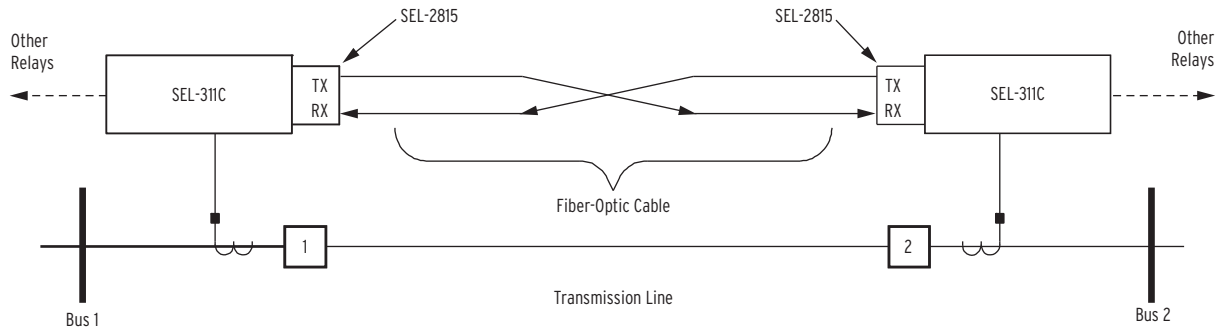 SEL-2815
SEL-2815
Other
Relays
Other
Relays
SEL-311C
TX
RX
TX
RX
SEL-311C
Fiber-Optic Cable
1
2
Transmission Line
Bus 1
Bus 2